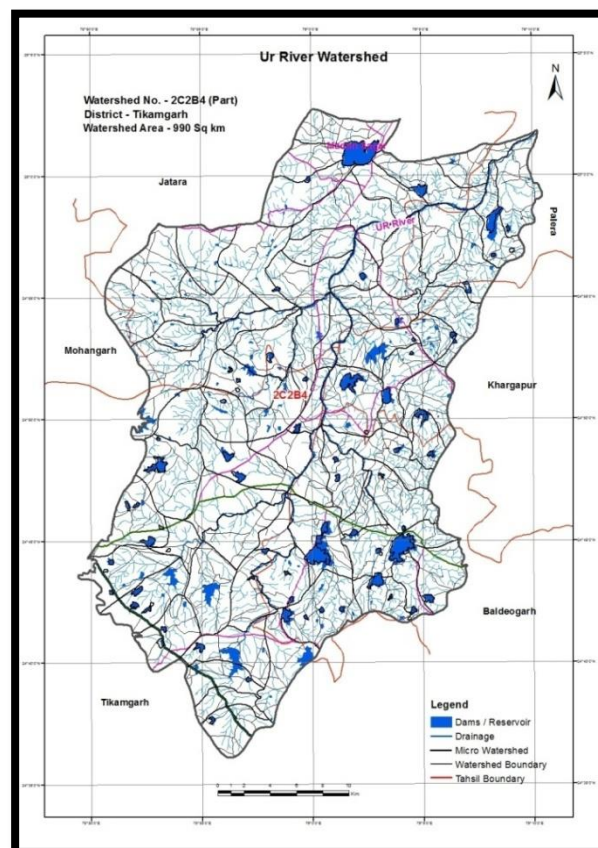 Ur River Watershed
N
Watershed No. - 2C2B4 (Part)
District - Tikamgarh
Watershed Area - 990 Sq km
Jatara
UR River
Palera
Mohangarh
Khargapur
2C2B4
Baldeogarh
Tikamgarh
Legend
Dams / Reservoir
Drainage
Micro Watershed
Watershed Boundary
Tahsil Boundary